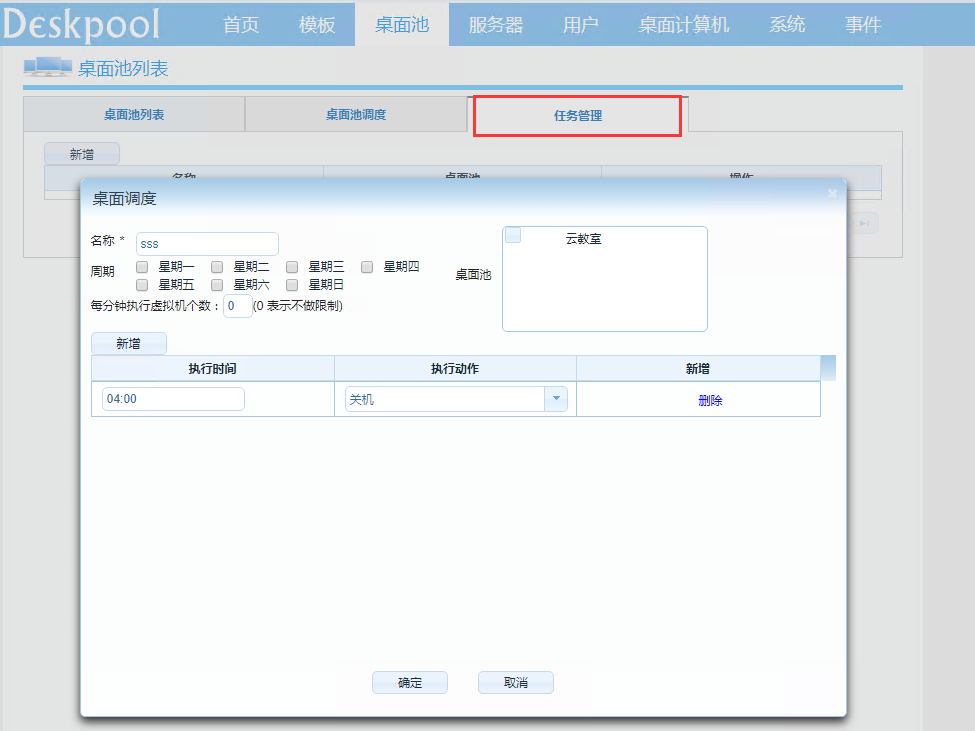 Deskpool 首页 模板 桌面池 服务器 用户 桌面计算机 系统 事件
桌面池列表
桌面池列表 桌面池调度 任务管理
新增
名称 桌面池 操作
桌面调度
名称 * sss
周期 星期一 星期二 星期三 星期四
星期五 星期六 星期日
每分钟执行虚拟机个数： 0 (0 表示不做限制)
桌面池 云教室
新增
执行时间 执行动作 新增
04:00 关机 删除
确定 取消